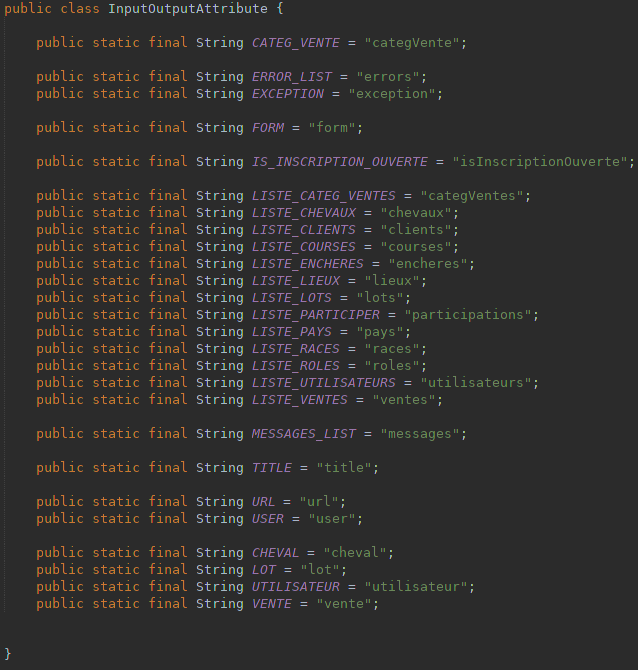 public class InputOutputAttribute {
public static final String CATEG_VENTE = "categVente";
public static final String ERROR_LIST = "errors";
public static final String EXCEPTION = "exception";
public static final String FORM = "form";
public static final String IS_INSCRIPTION_OUVERTE = "isInscriptionOuverte";
public static final String LISTE_CATEG_VENTES = "categVentes";
public static final String LISTE_CHEVAUX = "chevaux";
public static final String LISTE_CLIENTS = "clients";
public static final String LISTE_COURSES = "courses";
public static final String LISTE_ENCHERES = "encheres";
public static final String LISTE_LIEUX = "lieux";
public static final String LISTE_LOTS = "lots";
public static final String LISTE_PARTICIPER = "participations";
public static final String LISTE_PAYS = "pays";
public static final String LISTE_RACES = "races";
public static final String LISTE_ROLES = "roles";
public static final String LISTE_UTILISATEURS = "utilisateurs";
public static final String LISTE_VENTES = "ventes";
public static final String MESSAGES_LIST = "messages";
public static final String TITLE = "title";
public static final String URL = "url";
public static final String USER = "user";
public static final String CHEVAL = "cheval";
public static final String LOT = "lot";
public static final String UTILISATEUR = "utilisateur";
public static final String VENTE = "vente";
}